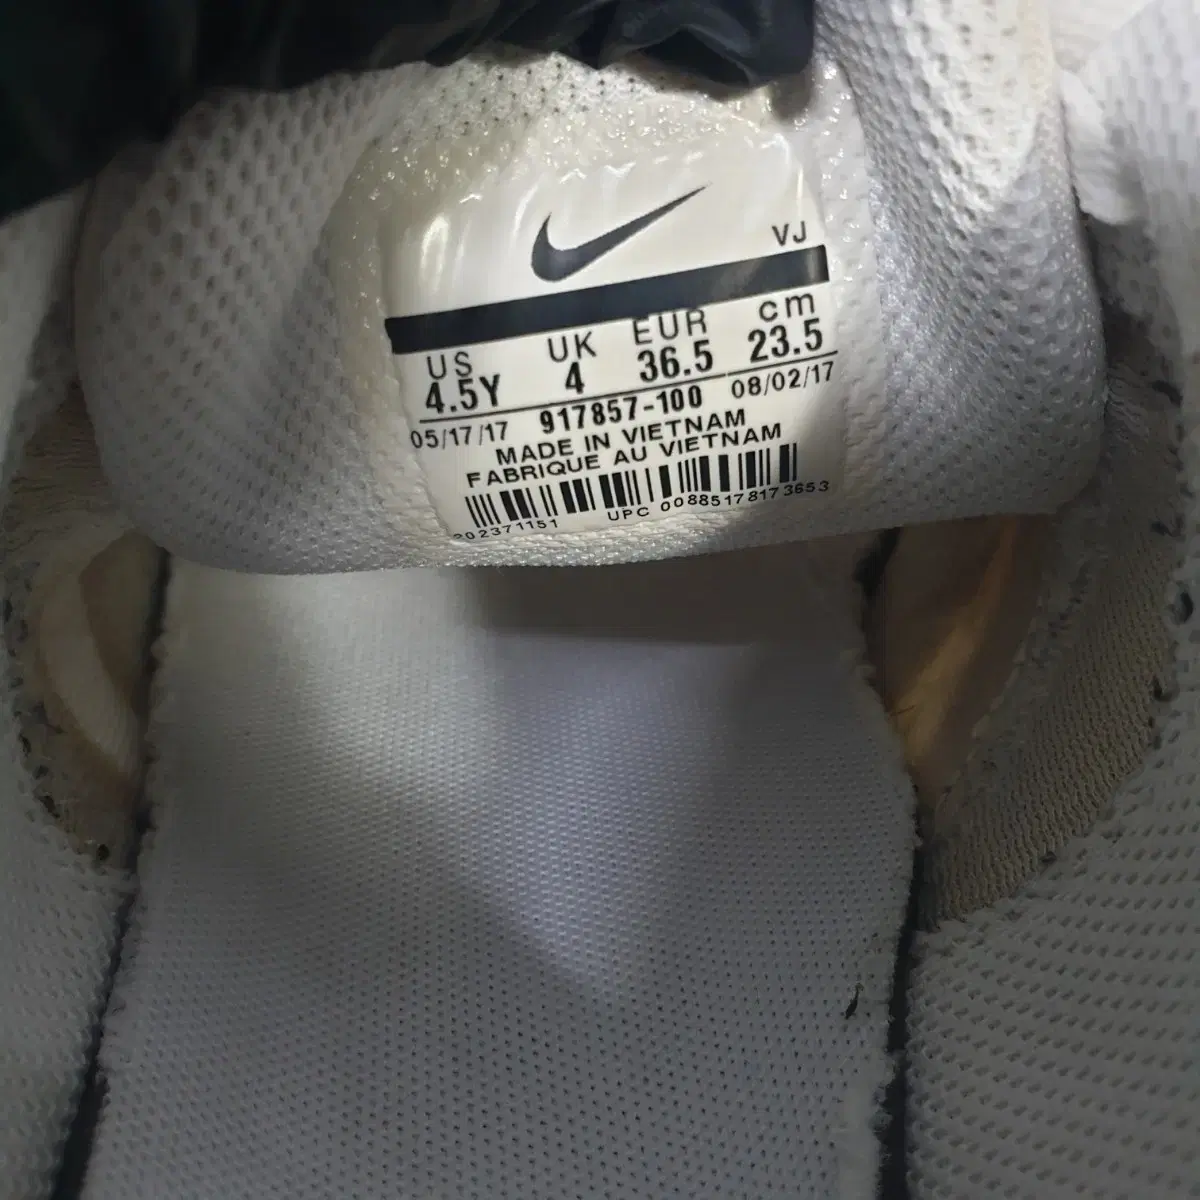 VJ
US UK EUR cm
4.5Y 4 36.5 23.5
05/17/17 917857-100 08/02/17
MADE IN VIETNAM
FABRIQUE AU VIETNAM
202371151 UPC 00885178173653